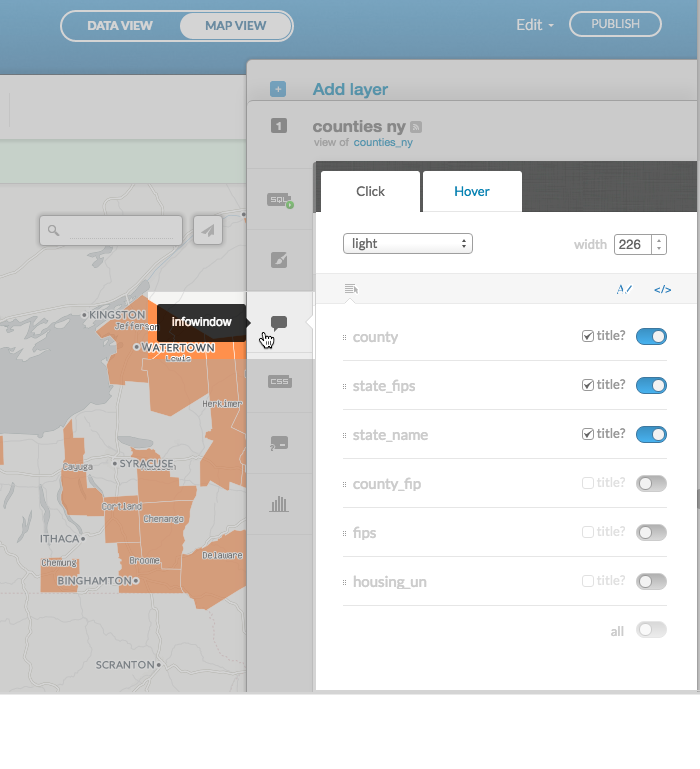 DATA VIEW
MAP VIEW
Edit
PUBLISH
Add layer
1
counties ny
view of counties_ny
SQL
Click
Hover
light
width
226
A/
</>
infowindow
KINGSTON
Jefferson
WATERTOWN
Lewis
CSS
county
title?
state_fips
title?
state_name
title?
county_fip
title?
fips
title?
housing_un
title?
all
Herkimer
Cayuga
SYRACUSE
Cortland
Chenango
ITHACA
Chemung
Broome
Delaware
BINGHAMTON
SCRANTON